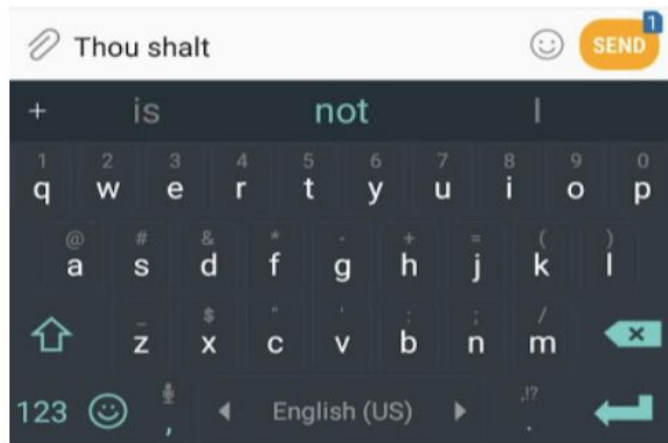 Thou shalt SEND 1
+ is not I
1 2 3 4 5 6 7 8 9 0
q w e r t y u i o p
@ # & * - + = ( )
a s d f g h j k l
_ $ " ' : ; /
z x c v b n m
123 , English (US) ,!? .